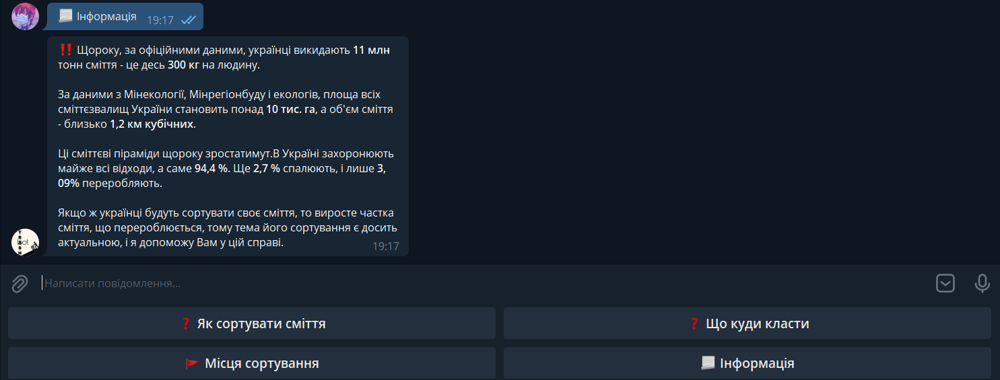 Інформація 19:17
‼ Щороку, за офіційними даними, українці викидають 11 млн
тонн сміття - це десь 300 кг на людину.
За даними з Мінекології, Мінрегіонбуду і екологів, площа всіх
сміттєзвалищ України становить понад 10 тис. га, а об'єм сміття
- близько 1,2 км кубічних.
Ці сміттєві піраміди щороку зростатимут.В Україні захоронюють
майже всі відходи, а саме 94,4 %. Ще 2,7 % спалюють, і лише 3,
09% переробляють.
Якщо ж українці будуть сортувати своє сміття, то виросте частка
сміття, що перероблюється, тому тема його сортування є досить
актуальною, і я допоможу Вам у цій справі.
19:17
Написати повідомлення...
❓ Як сортувати сміття
❓ Що куди класти
Місця сортування
Інформація